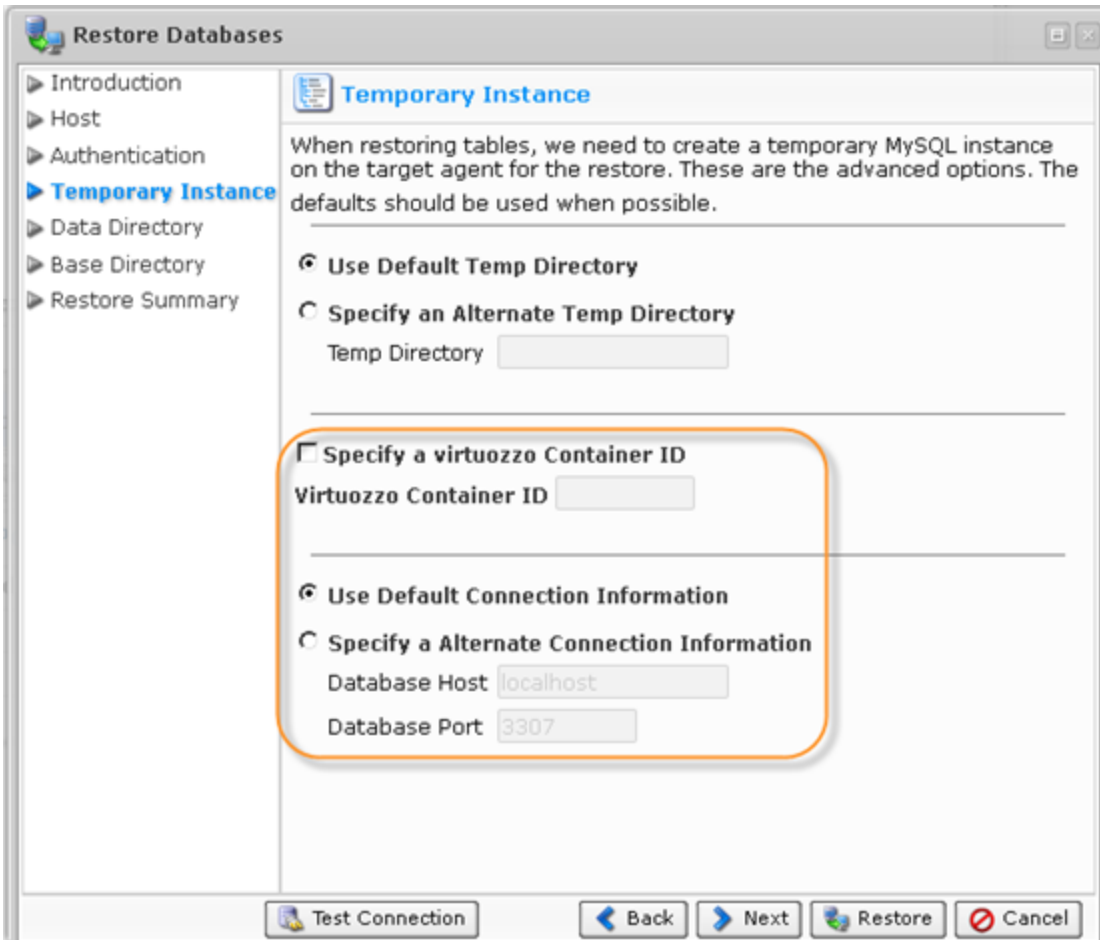 Restore Databases
Introduction
Host
Authentication
Temporary Instance
Data Directory
Base Directory
Restore Summary
Temporary Instance
When restoring tables, we need to create a temporary MySQL instance
on the target agent for the restore. These are the advanced options. The
defaults should be used when possible.
Use Default Temp Directory
Specify an Alternate Temp Directory
Temp Directory
Specify a virtuozzo Container ID
Virtuozzo Container ID
Use Default Connection Information
Specify a Alternate Connection Information
Database Host localhost
Database Port 3307
Test Connection Back Next Restore Cancel